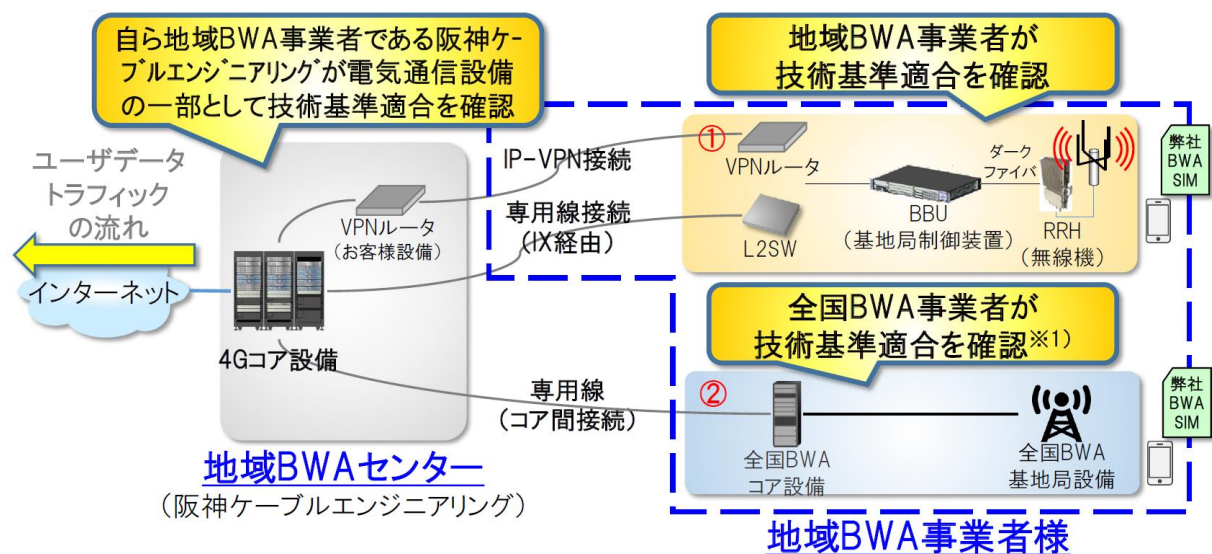 自ら地域BWA事業者である阪神ケー
ブルエンジニアリングが電気通信設備
の一部として技術基準適合を確認
地域BWA事業者が
技術基準適合を確認
ユーザデータ
トラフィック
の流れ
インターネット
VPNルータ
(お客様設備)
4Gコア設備
IP-VPN接続
専用線接続
(IX経由)
専用線
(コア間接続)
①
VPNルータ
L2SW
BBU
(基地局制御装置)
ダーク
ファイバ
RRH
(無線機)
弊社
BWA
SIM
全国BWA事業者が
技術基準適合を確認※1)
②
全国BWA
コア設備
全国BWA
基地局設備
弊社
BWA
SIM
地域BWAセンター
(阪神ケーブルエンジニアリング)
地域BWA事業者様